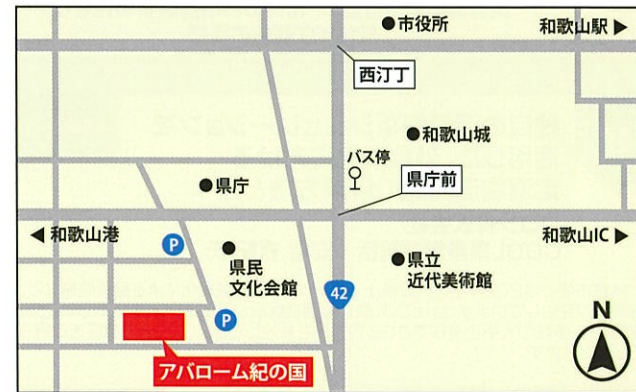 市役所
和歌山駅 ▶
西汀丁
和歌山城
バス停
県庁前
県庁
◀ 和歌山港
和歌山IC ▶
P
県民
文化会館
県立
近代美術館
42
P
N
アバローム紀の国